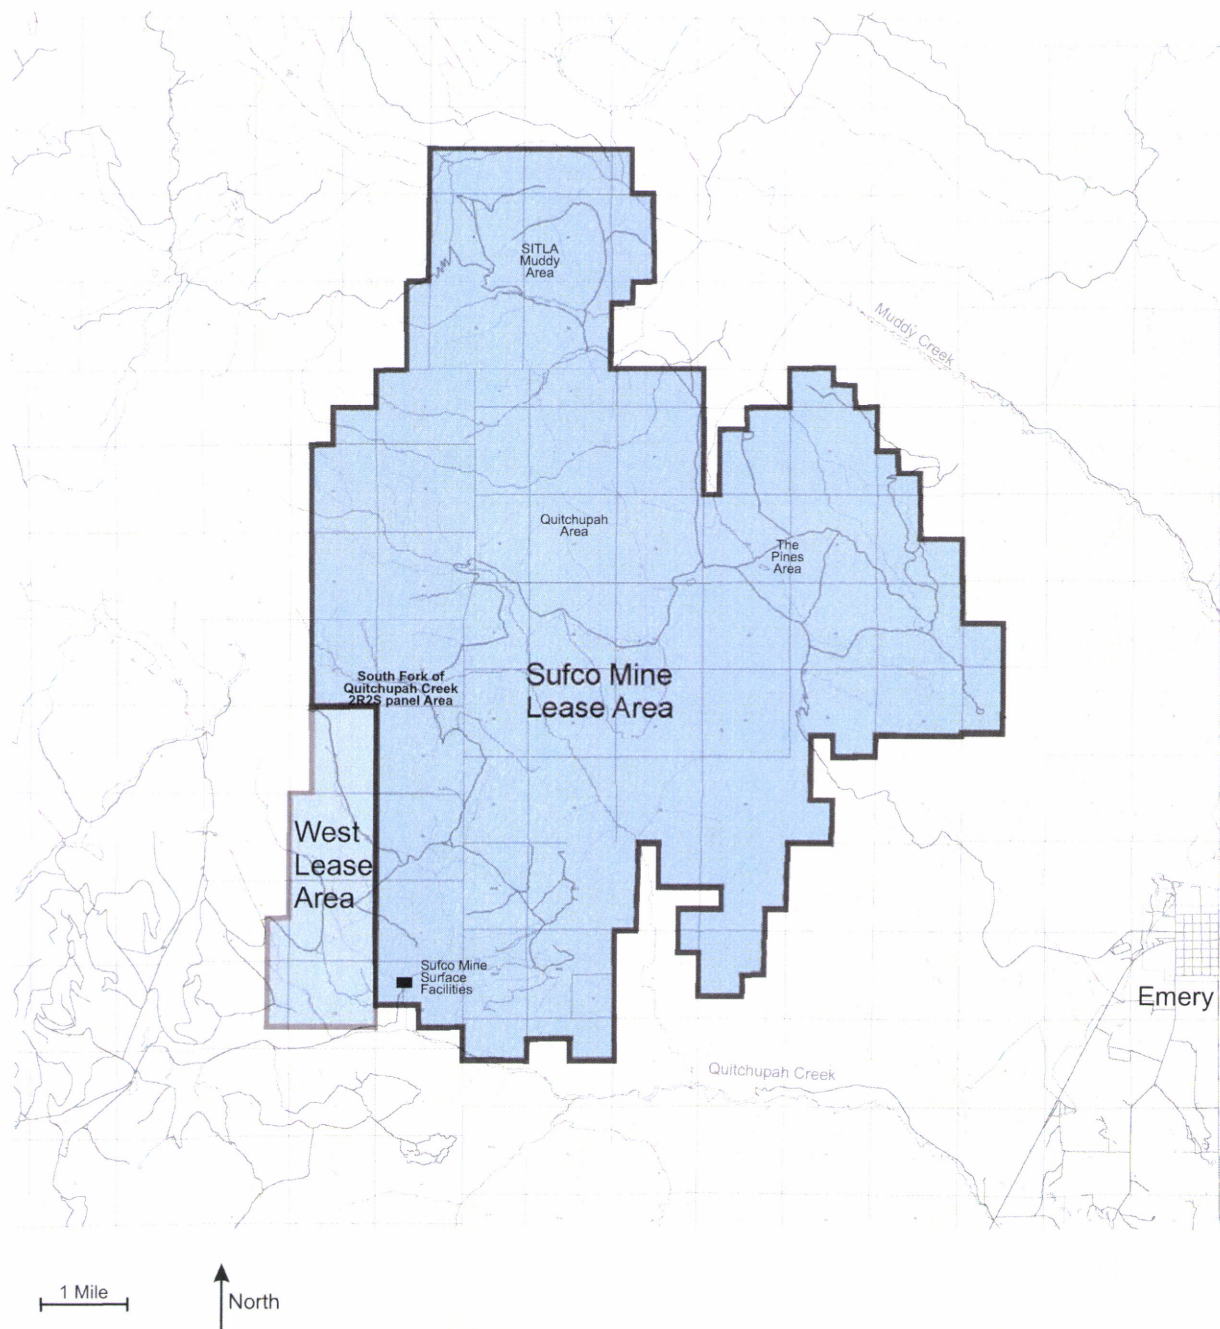 SITLA
Muddy
Area
Muddy Creek
Quitchupah
Area
The
Pines
Area
South Fork of
Quitchupah Creek
2R2S panel Area
Sufco Mine
Lease Area
West
Lease
Area
Sufco Mine
Surface
Facilities
Emery
Quitchupah Creek
1 Mile
North